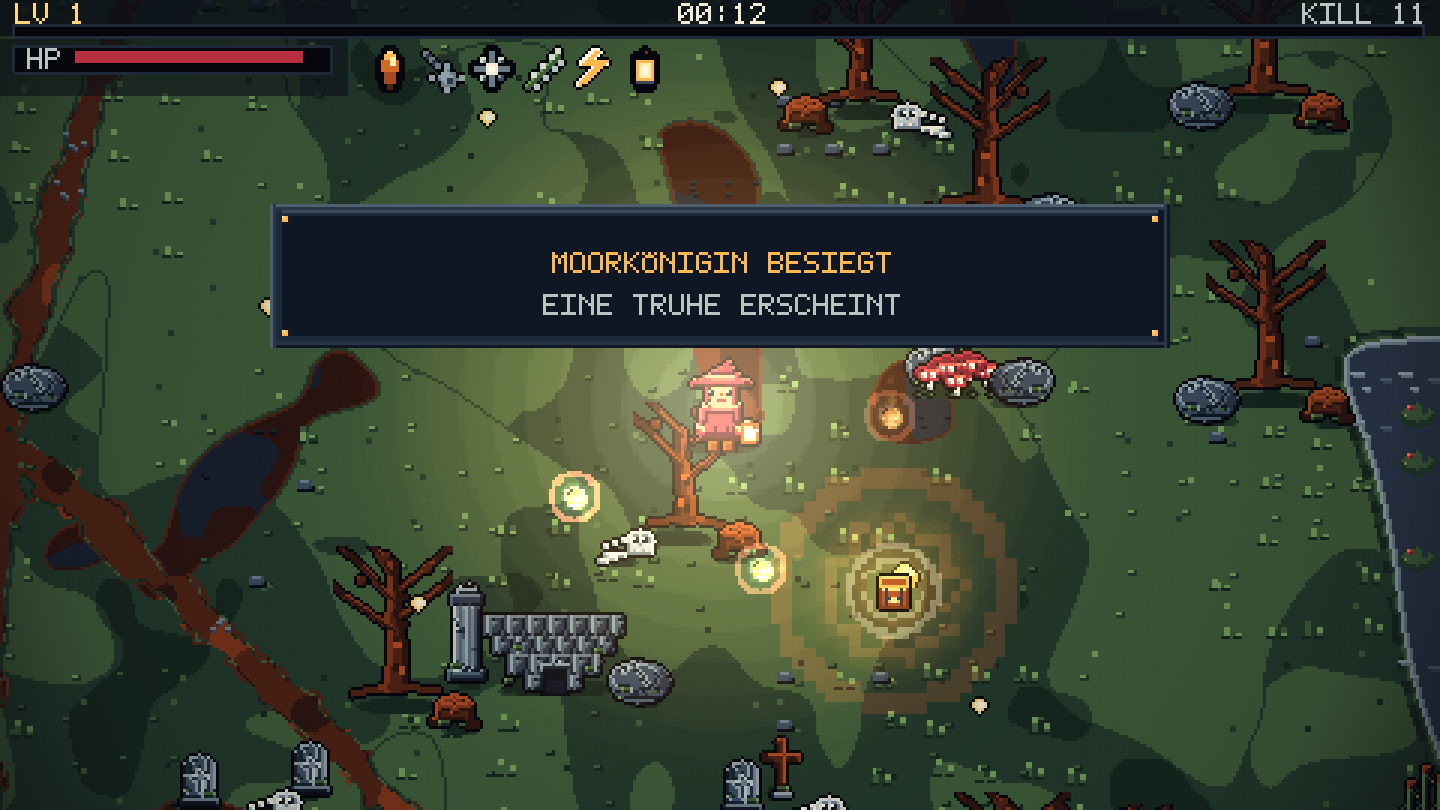 LV 1
00:12
KILL 11
HP
MOORKÖNIGIN BESIEGT
EINE TRUHE ERSCHEINT